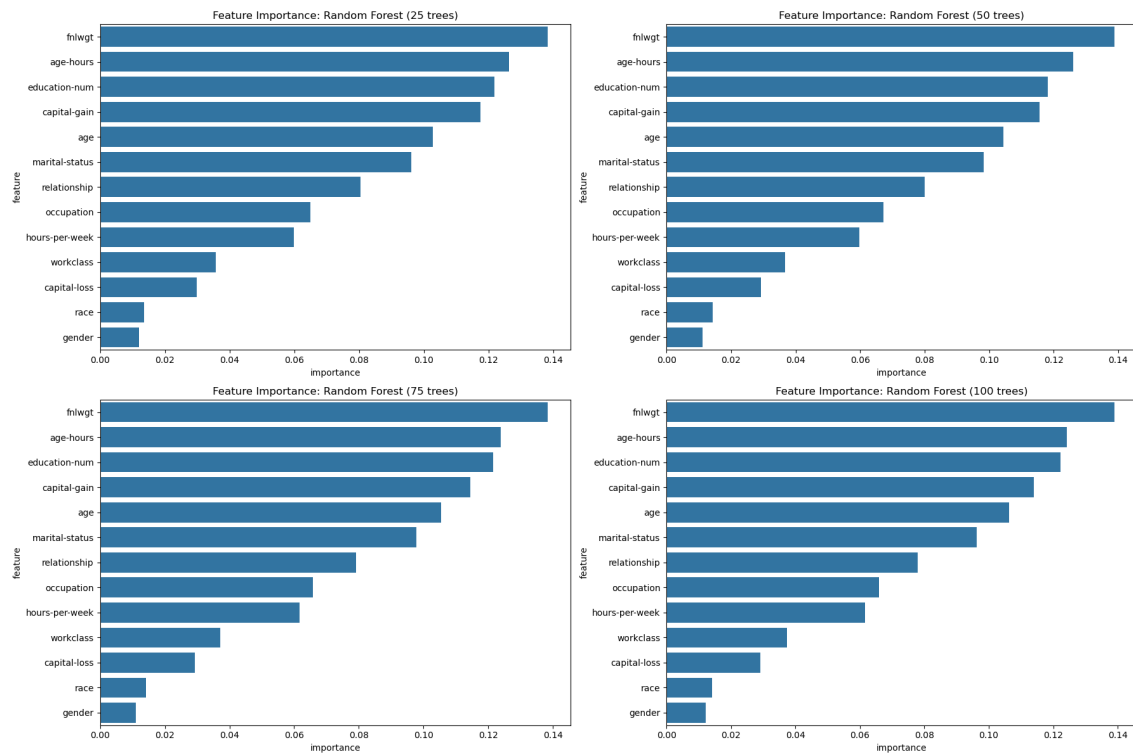 Feature Importance: Random Forest (25 trees)
fnlwgt
age-hours
education-num
capital-gain
age
marital-status
relationship
occupation
hours-per-week
workclass
capital-loss
race
gender
feature
0.00 0.02 0.04 0.06 0.08 0.10 0.12 0.14
importance
Feature Importance: Random Forest (50 trees)
fnlwgt
age-hours
education-num
capital-gain
age
marital-status
relationship
occupation
hours-per-week
workclass
capital-loss
race
gender
feature
0.00 0.02 0.04 0.06 0.08 0.10 0.12 0.14
importance
Feature Importance: Random Forest (75 trees)
fnlwgt
age-hours
education-num
capital-gain
age
marital-status
relationship
occupation
hours-per-week
workclass
capital-loss
race
gender
feature
0.00 0.02 0.04 0.06 0.08 0.10 0.12 0.14
importance
Feature Importance: Random Forest (100 trees)
fnlwgt
age-hours
education-num
capital-gain
age
marital-status
relationship
occupation
hours-per-week
workclass
capital-loss
race
gender
feature
0.00 0.02 0.04 0.06 0.08 0.10 0.12 0.14
importance